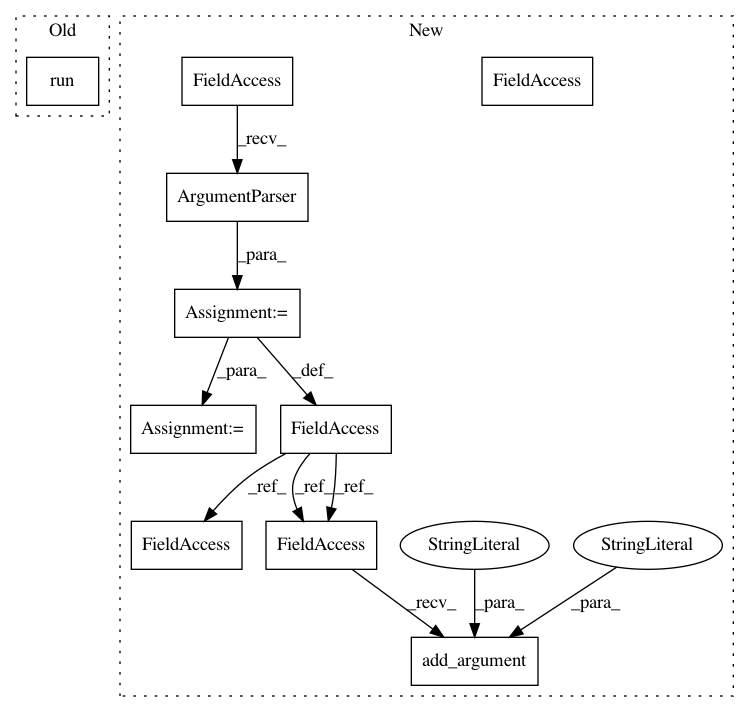 Old
New
run
FieldAccess
FieldAccess
_recv_
ArgumentParser
_para_
Assignment:=
_para_
_def_
Assignment:=
FieldAccess
_ref_
_ref_
_ref_
FieldAccess
FieldAccess
StringLiteral
StringLiteral
_recv_
_para_
_para_
add_argument